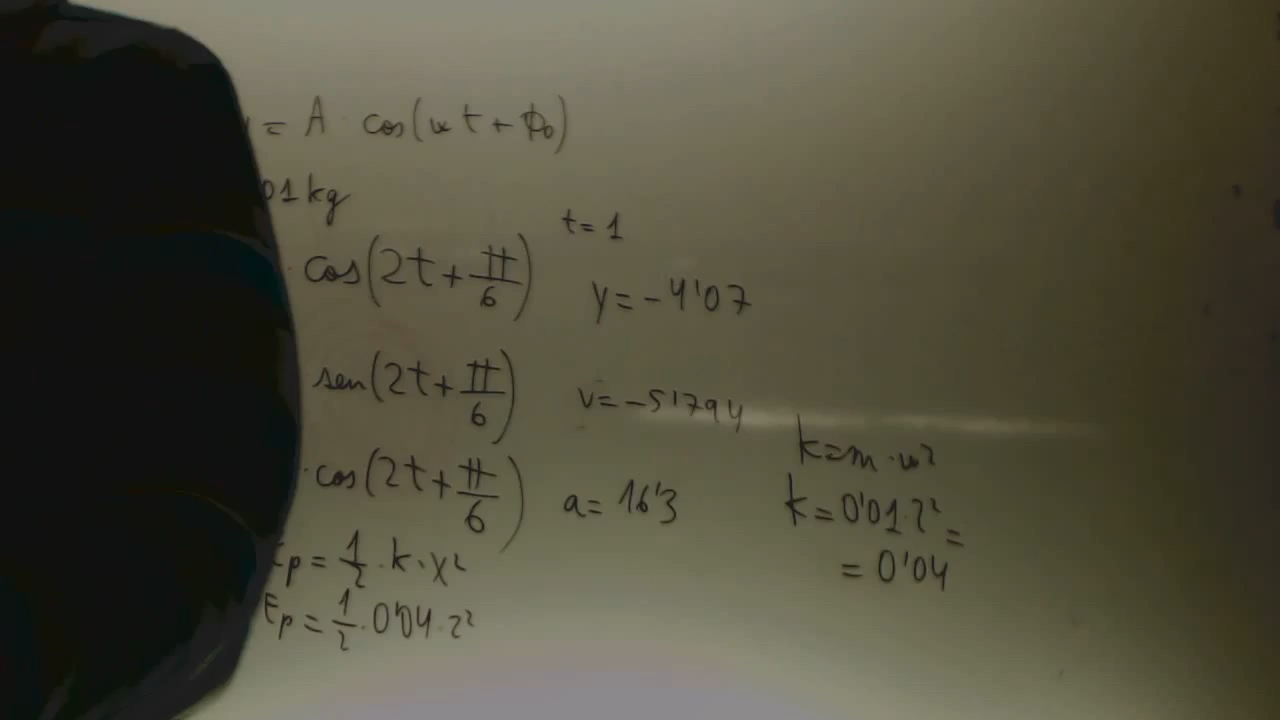 = A cos(ωt + ϕ₀)
01 kg
t = 1
cos(2t + π/6)
y = -4'07
sen(2t + π/6)
v = -5'794
· cos(2t + π/6)
a = 16'3
k = m · ω²
k = 0'01 · 2² =
= 0'04
Ep = 1/2 · k · x²
Ep = 1/2 · 0'04 · 2²